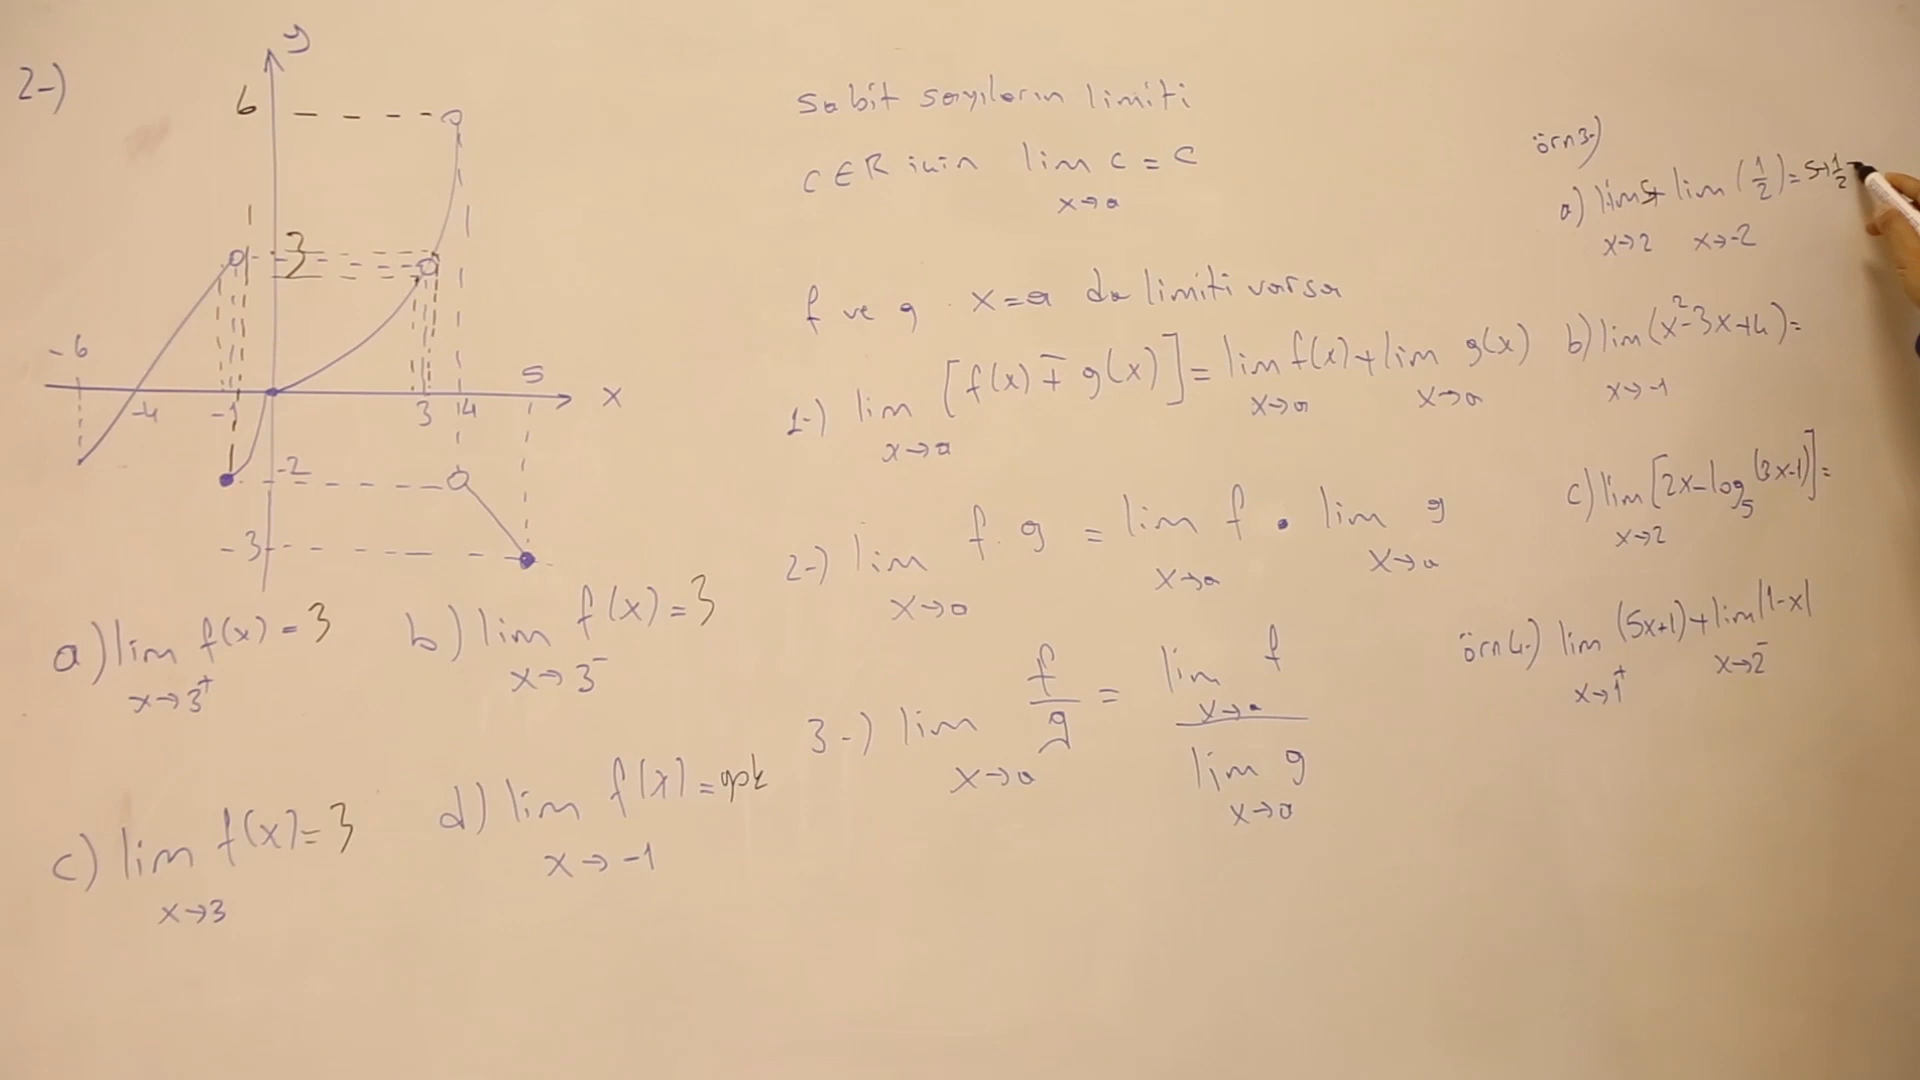 2-)
y
6
3
-6
5
x
-4
-1
3
4
-2
-3
a) lim f(x) = 3
x→3⁺
b) lim f(x) = 3
x→3⁻
c) lim f(x) = 3
x→3
d) lim f(x) = yok
x→-1
Sabit sayıların limiti
C∈R için lim c = c
x→a
f ve g x=a da limiti varsa
1-) lim [f(x) ∓ g(x)] = lim f(x) + lim g(x)
x→a x→a x→a
2-) lim f.g = lim f . lim g
x→a x→a x→a
3-) lim f/g = lim f / lim g
x→a x→a x→a
örn3-)
a) lim 5 + lim (1/2) = 5+1/2
x→2 x→-2
b) lim (x²-3x+4) =
x→-1
c) lim [2x-log₅(3x-1)] =
x→2
örn4-) lim (5x+1) + lim |1-x|
x→1⁺ x→2⁻